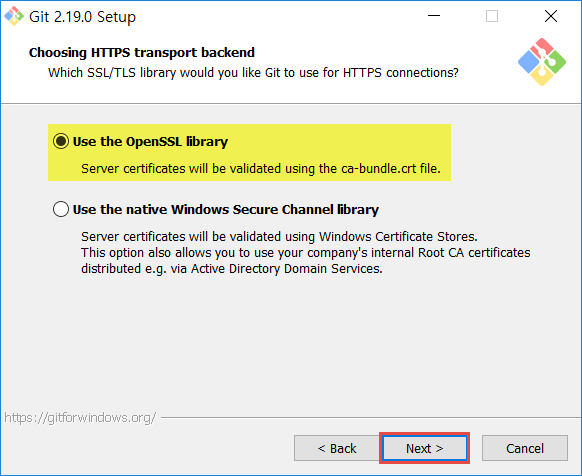 Git 2.19.0 Setup
Choosing HTTPS transport backend
Which SSL/TLS library would you like Git to use for HTTPS connections?
Use the OpenSSL library
Server certificates will be validated using the ca-bundle.crt file.
Use the native Windows Secure Channel library
Server certificates will be validated using Windows Certificate Stores.
This option also allows you to use your company's internal Root CA certificates
distributed e.g. via Active Directory Domain Services.
https://gitforwindows.org/
< Back Next > Cancel